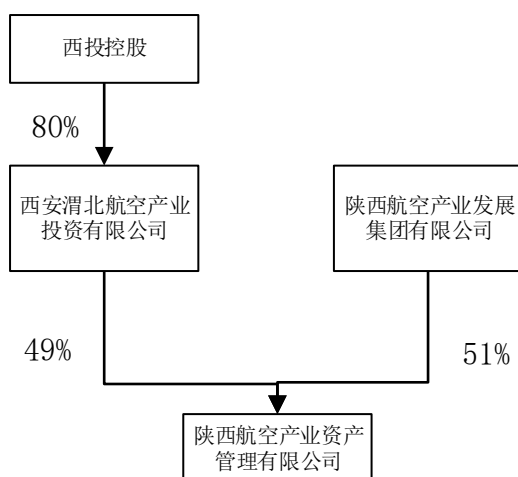 西投控股
80%
西安渭北航空产业
投资有限公司
陕西航空产业发展
集团有限公司
49%
51%
陕西航空产业资产
管理有限公司